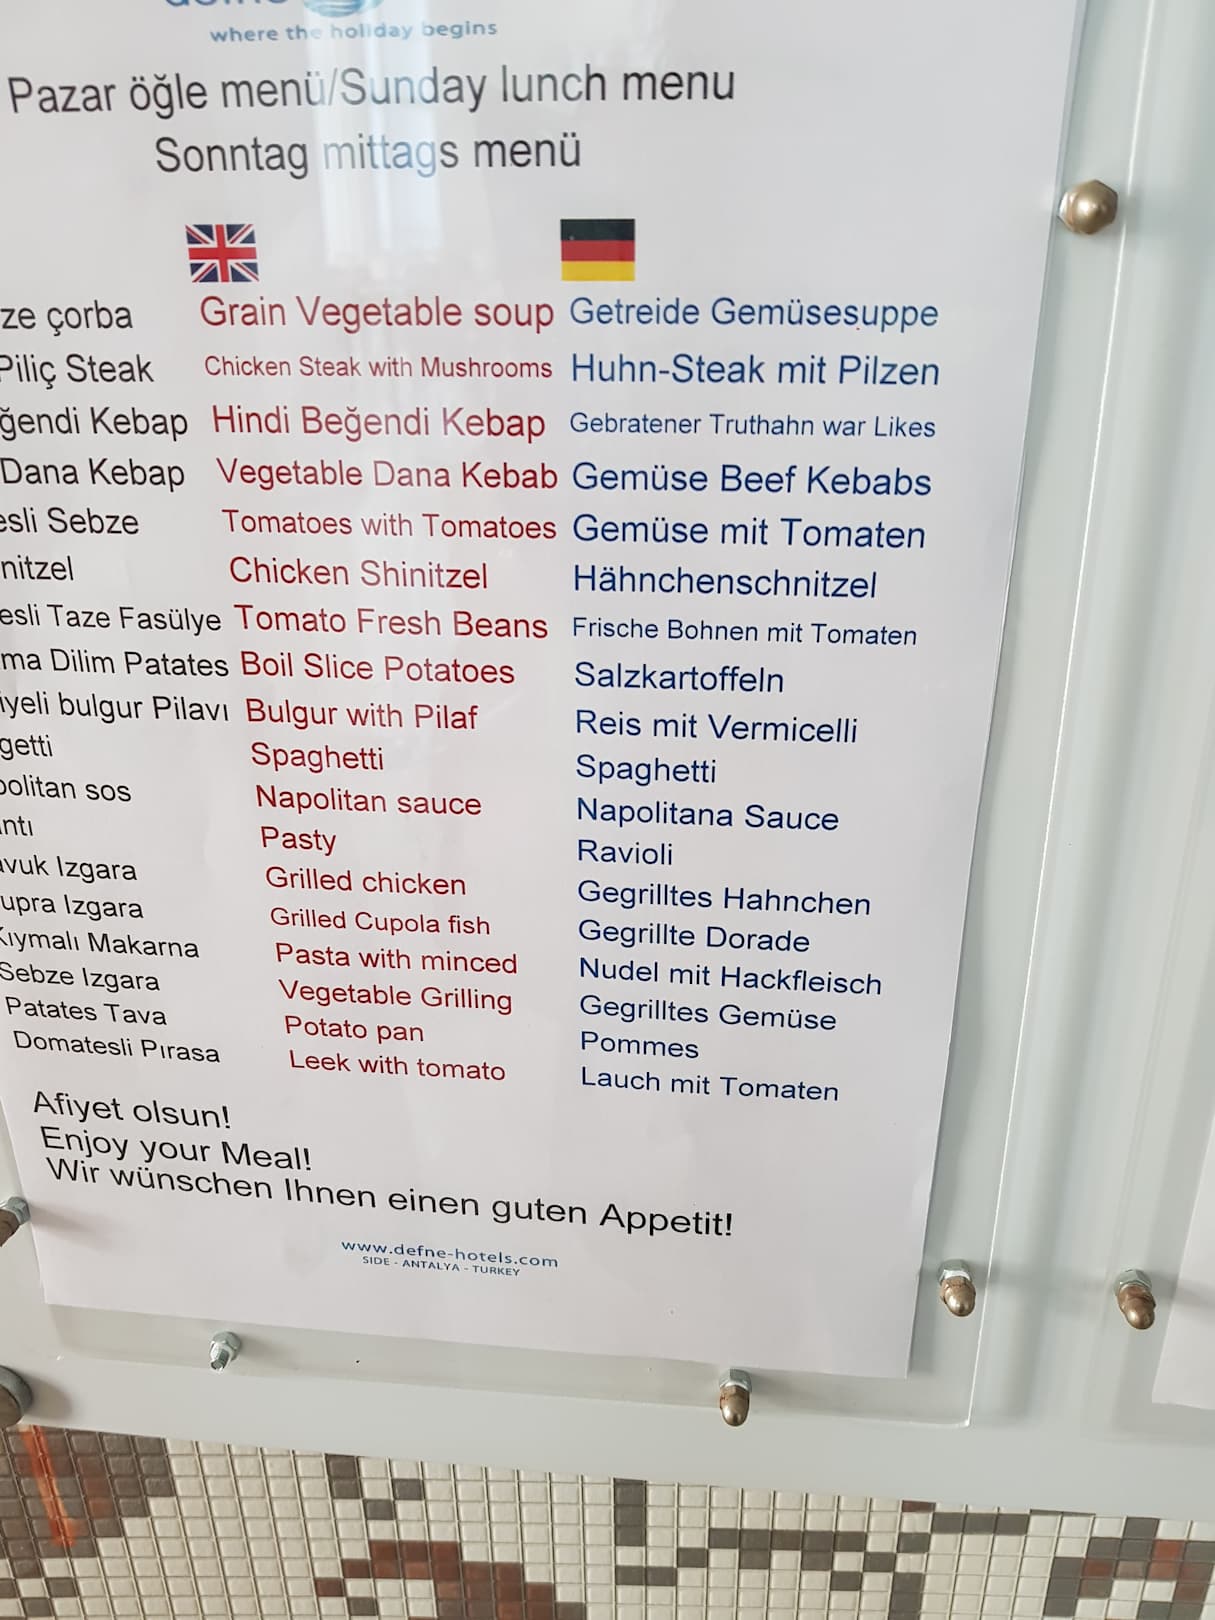 where the holiday begins
Pazar öğle menü/Sunday lunch menu
Sonntag mittags menü
ze çorba Grain Vegetable soup Getreide Gemüsesuppe
Piliç Steak Chicken Steak with Mushrooms Huhn-Steak mit Pilzen
ğendi Kebap Hindi Beğendi Kebap Gebratener Truthahn war Likes
Dana Kebap Vegetable Dana Kebab Gemüse Beef Kebabs
esli Sebze Tomatoes with Tomatoes Gemüse mit Tomaten
nitzel Chicken Shinitzel Hähnchenschnitzel
esli Taze Fasülye Tomato Fresh Beans Frische Bohnen mit Tomaten
ma Dilim Patates Boil Slice Potatoes Salzkartoffeln
iyeli bulgur Pilavı Bulgur with Pilaf Reis mit Vermicelli
getti Spaghetti Spaghetti
politan sos Napolitan sauce Napolitana Sauce
ntı Pasty Ravioli
avuk Izgara Grilled chicken Gegrilltes Hahnchen
upra Izgara Grilled Cupola fish Gegrillte Dorade
Kıymalı Makarna Pasta with minced Nudel mit Hackfleisch
Sebze Izgara Vegetable Grilling Gegrilltes Gemüse
Patates Tava Potato pan Pommes
Domatesli Pırasa Leek with tomato Lauch mit Tomaten
Afiyet olsun!
Enjoy your Meal!
Wir wünschen Ihnen einen guten Appetit!
www.defne-hotels.com
SIDE - ANTALYA - TURKEY